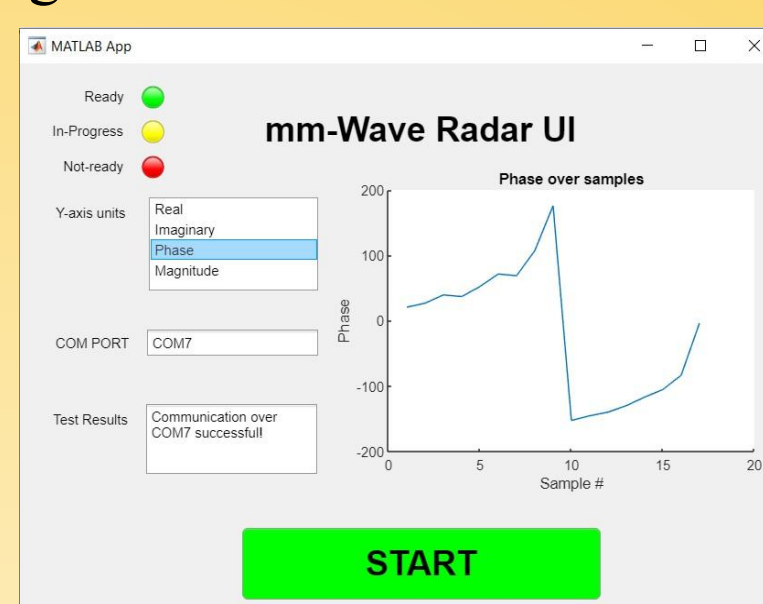 MATLAB App
Ready
In-Progress
Not-ready
mm-Wave Radar UI
Y-axis units
Real
Imaginary
Phase
Magnitude
COM PORT
COM7
Test Results
Communication over
COM7 successful!
Phase over samples
200
100
0
-100
-200
Phase
0
5
10
15
20
Sample #
START